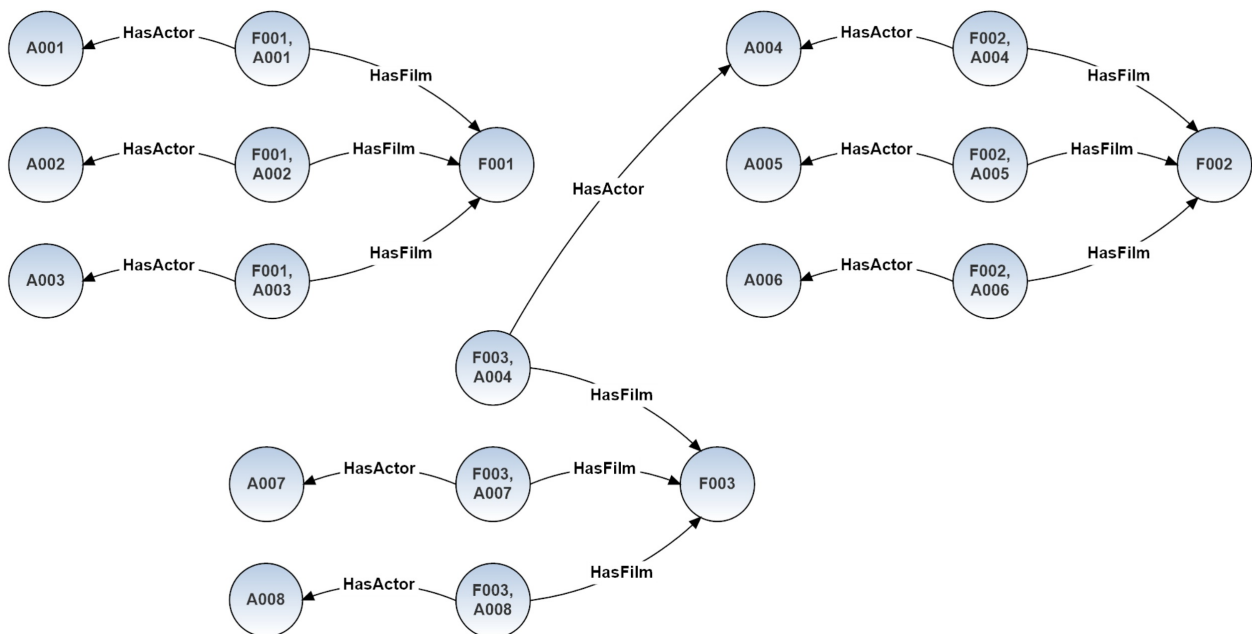 A001
HasActor
F001,
A001
HasFilm
A002
HasActor
F001,
A002
HasFilm
F001
A003
HasActor
F001,
A003
HasFilm
A004
HasActor
F002,
A004
HasFilm
A005
HasActor
F002,
A005
HasFilm
F002
A006
HasActor
F002,
A006
HasFilm
HasActor
F003,
A004
HasFilm
A007
HasActor
F003,
A007
HasFilm
F003
A008
HasActor
F003,
A008
HasFilm